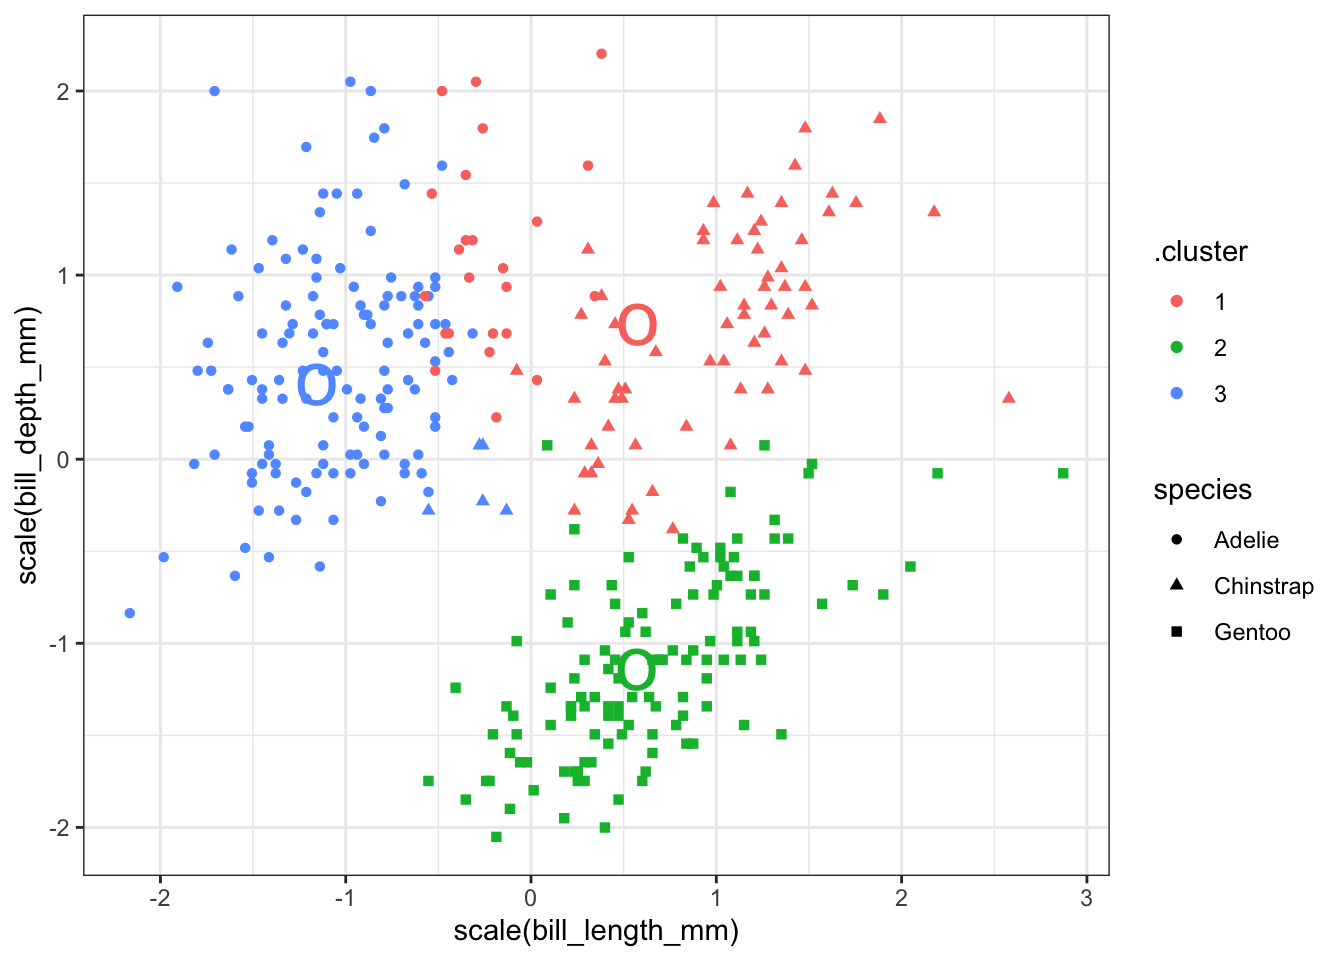 2
1
0
-1
-2
-2
-1
0
1
2
3
scale(bill_length_mm)
scale(bill_depth_mm)
O
O
O
.cluster
1
2
3
species
Adelie
Chinstrap
Gentoo